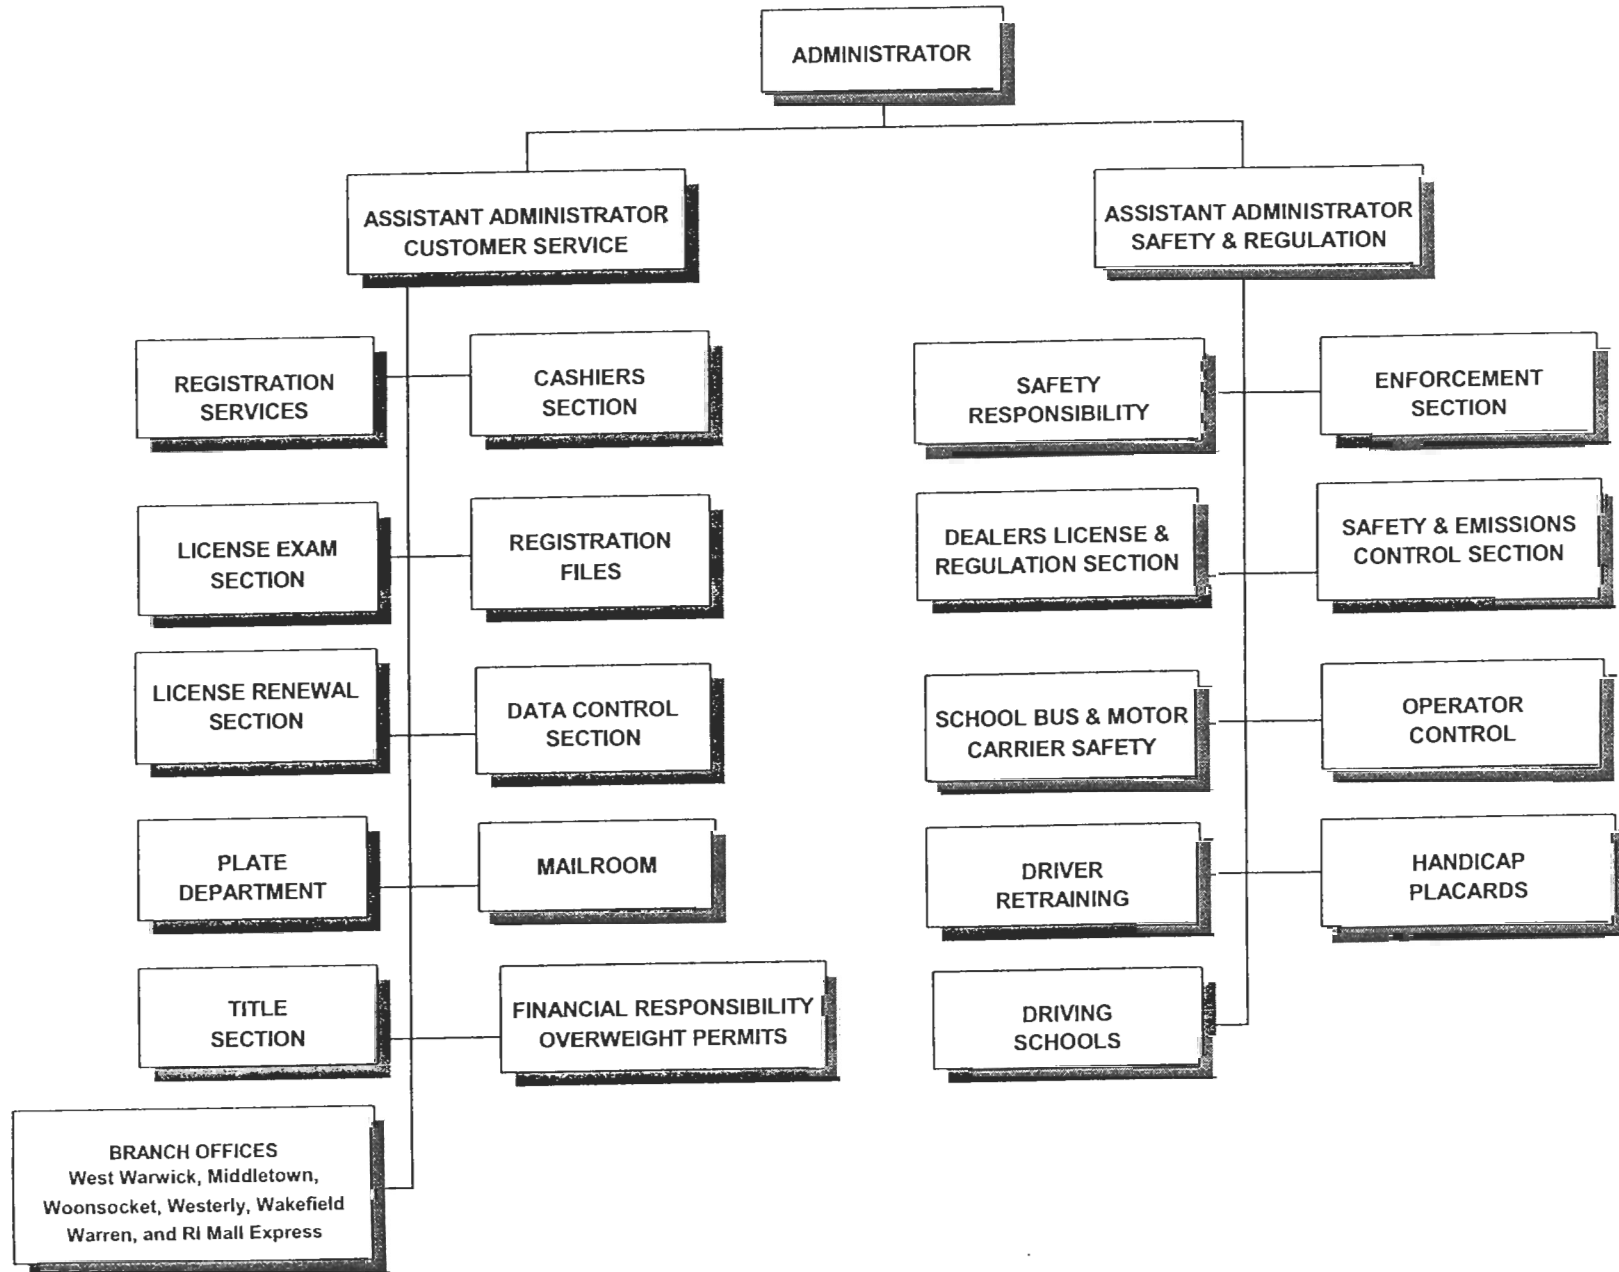 ADMINISTRATOR
ASSISTANT ADMINISTRATOR
CUSTOMER SERVICE
ASSISTANT ADMINISTRATOR
SAFETY & REGULATION
REGISTRATION
SERVICES
CASHIERS
SECTION
SAFETY
RESPONSIBILITY
ENFORCEMENT
SECTION
LICENSE EXAM
SECTION
REGISTRATION
FILES
DEALERS LICENSE &
REGULATION SECTION
SAFETY & EMISSIONS
CONTROL SECTION
LICENSE RENEWAL
SECTION
DATA CONTROL
SECTION
SCHOOL BUS & MOTOR
CARRIER SAFETY
OPERATOR
CONTROL
PLATE
DEPARTMENT
MAILROOM
DRIVER
RETRAINING
HANDICAP
PLACARDS
TITLE
SECTION
FINANCIAL RESPONSIBILITY
OVERWEIGHT PERMITS
DRIVING
SCHOOLS
BRANCH OFFICES
West Warwick, Middletown,
Woonsocket, Westerly, Wakefield
Warren, and RI Mall Express